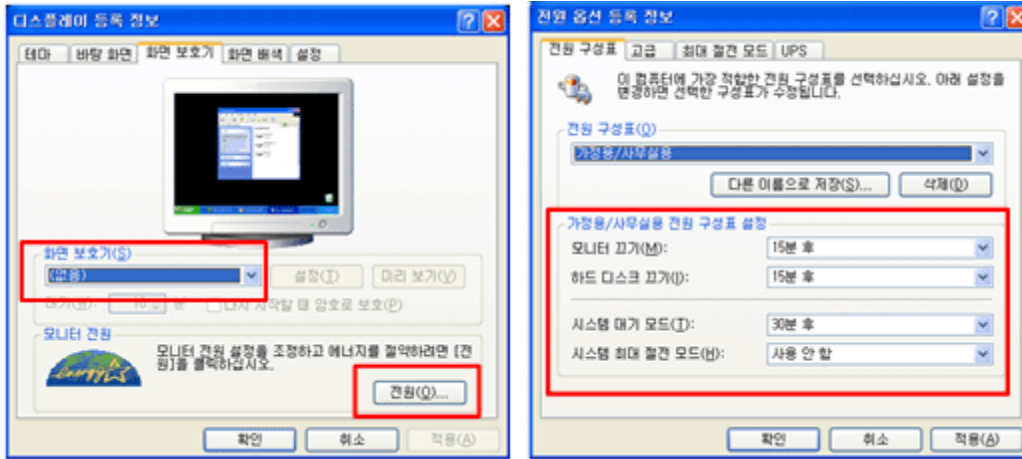 디스플레이 등록 정보
테마 바탕 화면 화면 보호기 화면 배색 설정
화면 보호기(S)
(없음)
설정(T) 미리 보기(V)
대기(W): 10 분 다시 시작할 때 암호로 보호(P)
모니터 전원
모니터 전원 설정을 조정하고 에너지를 절약하려면 [전
원]을 클릭하십시오.
energy
전원(O)...
확인 취소 적용(A)
전원 옵션 등록 정보
전원 구성표 고급 최대 절전 모드 UPS
이 컴퓨터에 가장 적합한 전원 구성표를 선택하십시오. 아래 설정을
변경하면 선택한 구성표가 수정됩니다.
전원 구성표(O)
가정용/사무실용
다른 이름으로 저장(S)... 삭제(D)
가정용/사무실용 전원 구성표 설정
모니터 끄기(M): 15분 후
하드 디스크 끄기(I): 15분 후
시스템 대기 모드(T): 30분 후
시스템 최대 절전 모드(H): 사용 안 함
확인 취소 적용(A)